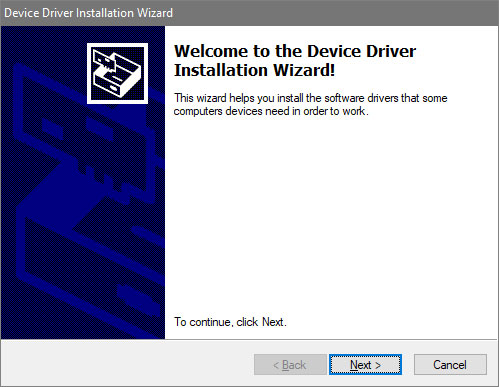 Device Driver Installation Wizard
Welcome to the Device Driver
Installation Wizard!
This wizard helps you install the software drivers that some
computers devices need in order to work.
To continue, click Next.
< Back
Next >
Cancel